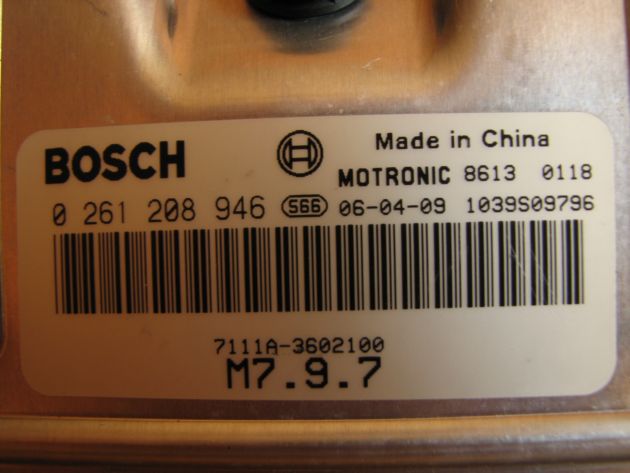 BOSCH
Made in China
MOTRONIC 8613 0118
0 261 208 946 S66 06-04-09 1039S09796
7111A-3602100
M7.9.7